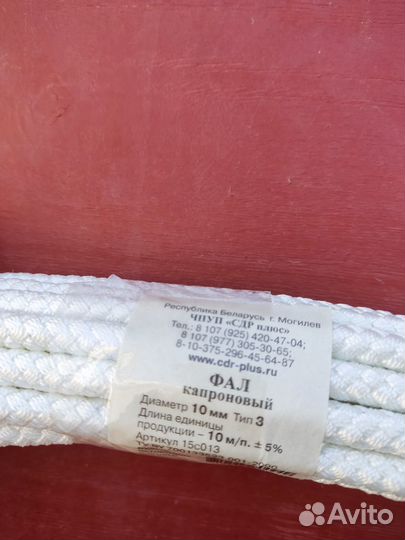 Республика Беларусь г. Могилев
ЧПУП «СДР плюс»
Тел.: 8 107 (925) 420-47-04;
8 107 (977) 305-30-65;
8-10-375-296-45-64-87
www.cdr-plus.ru
ФАЛ
капроновый
Диаметр 10 мм Тип 3
Длина единицы
продукции – 10 м/п. ± 5%
Артикул 15с013
Avito